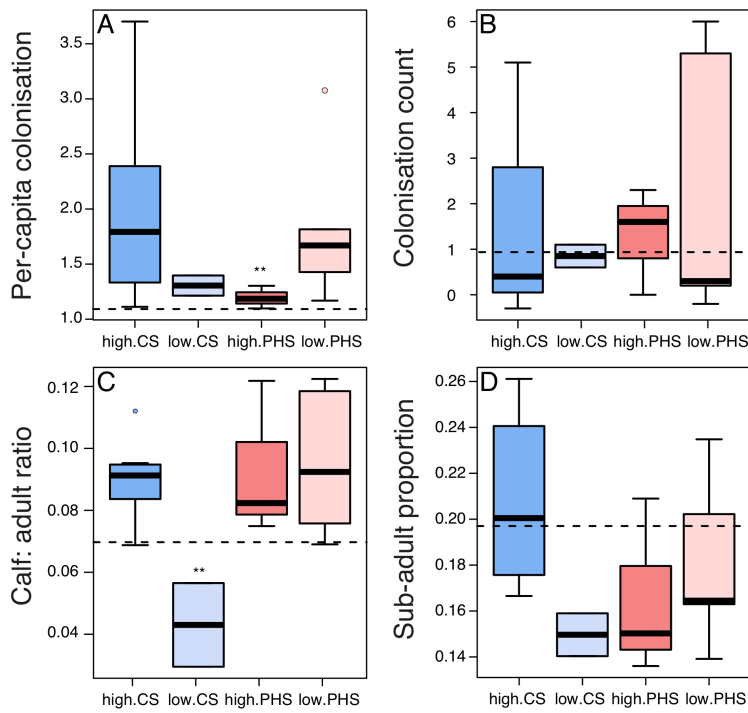 A
Per-capita colonisation
3.5
3.0
2.5
2.0
1.5
1.0
**
high.CS low.CS high.PHS low.PHS
B
Colonisation count
6
5
4
3
2
1
0
high.CS low.CS high.PHS low.PHS
C
Calf: adult ratio
0.12
0.10
0.08
0.06
0.04
**
high.CS low.CS high.PHS low.PHS
D
Sub-adult proportion
0.26
0.24
0.22
0.20
0.18
0.16
0.14
high.CS low.CS high.PHS low.PHS